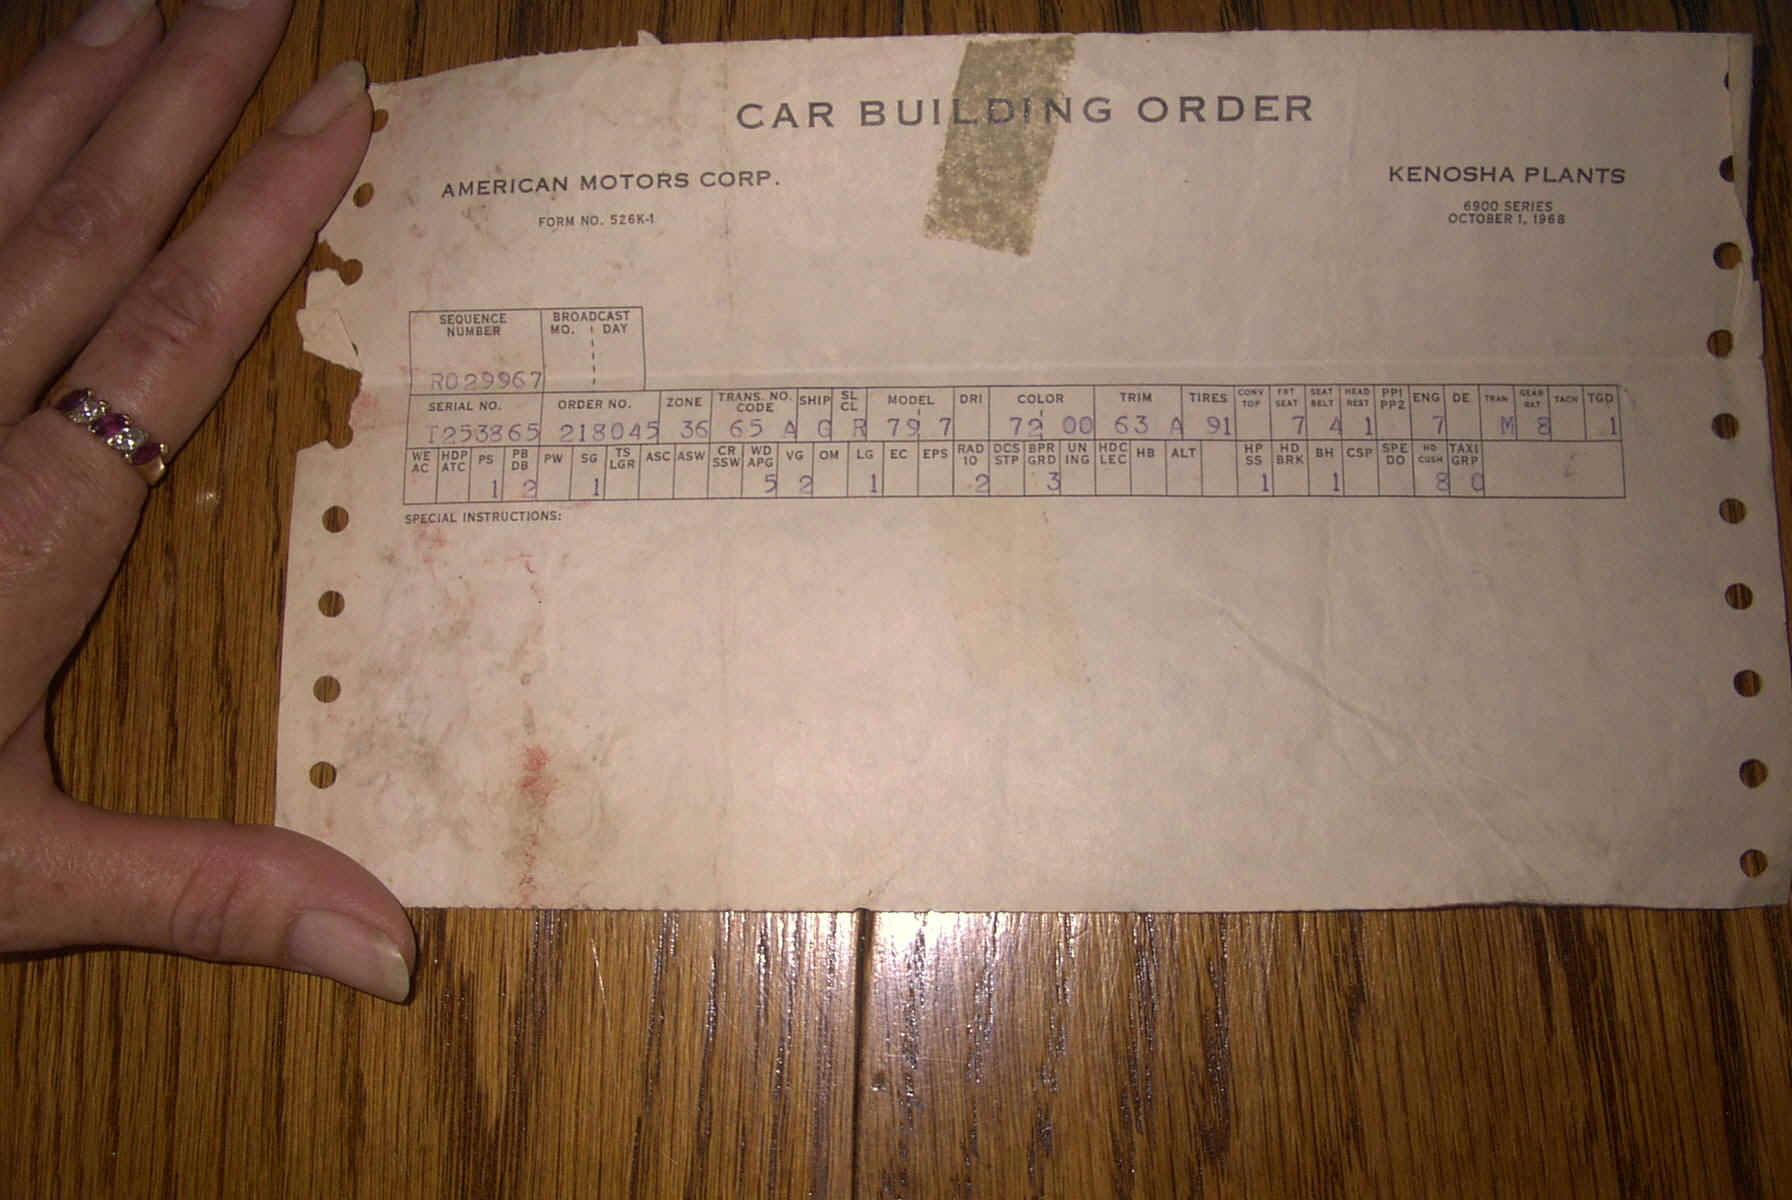 CAR BUILDING ORDER
AMERICAN MOTORS CORP.
KENOSHA PLANTS
FORM NO. 526K-1
6900 SERIES
OCTOBER 1, 1968
SEQUENCE NUMBER BROADCAST MO. DAY
R029967
SERIAL NO. ORDER NO. ZONE TRANS. NO. CODE SHIP SL CL MODEL DRI COLOR TRIM TIRES CONV TOP FRT SEAT SEAT BELT HEAD REST PP1 PP2 ENG DE TRAN GEAR RAT TACH TGD
T253865 218045 36 65 A 0 R 79 7 72 00 63 A 91 7 4 1 7 M 8 1
WE AC HDP ATC PS PB DB PW SG TS LGR ASC ASW CR SSW WD APG VG OM LG EC EPS RAD IO DCS STP BPR GRD UN ING HDC LEC HB ALT HP SS HD BRK BH CSP SPE DO HD CUSH TAXI GRP
1 2 1 5 2 1 2 3 1 1 8 0
SPECIAL INSTRUCTIONS: